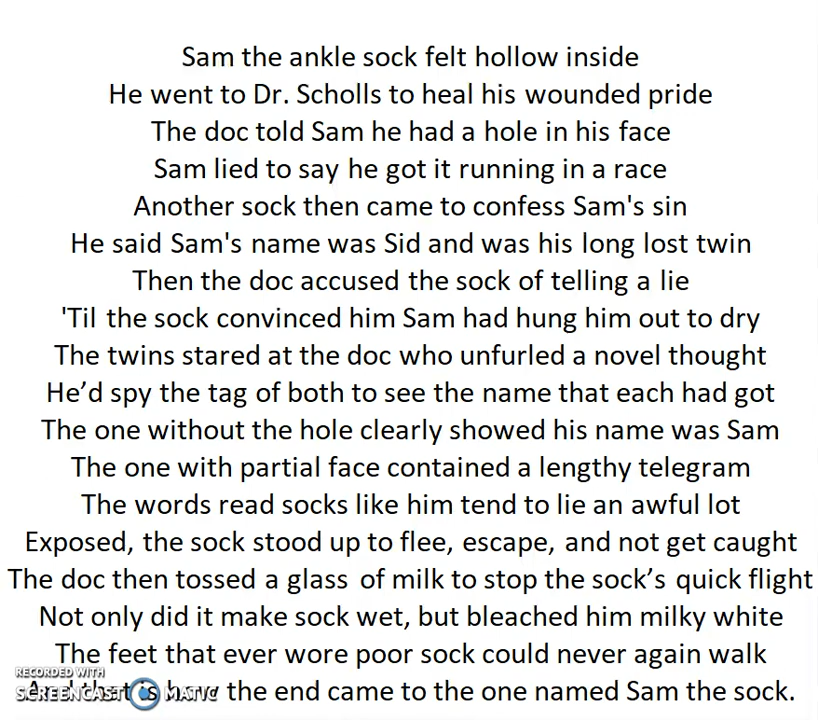 Sam the ankle sock felt hollow inside
He went to Dr. Scholls to heal his wounded pride
The doc told Sam he had a hole in his face
Sam lied to say he got it running in a race
Another sock then came to confess Sam's sin
He said Sam's name was Sid and was his long lost twin
Then the doc accused the sock of telling a lie
'Til the sock convinced him Sam had hung him out to dry
The twins stared at the doc who unfurled a novel thought
He’d spy the tag of both to see the name that each had got
The one without the hole clearly showed his name was Sam
The one with partial face contained a lengthy telegram
The words read socks like him tend to lie an awful lot
Exposed, the sock stood up to flee, escape, and not get caught
The doc then tossed a glass of milk to stop the sock’s quick flight
Not only did it make sock wet, but bleached him milky white
The feet that ever wore poor sock could never again walk
RECORDED WITH
SCREENCAST MATIC
the end came to the one named Sam the sock.